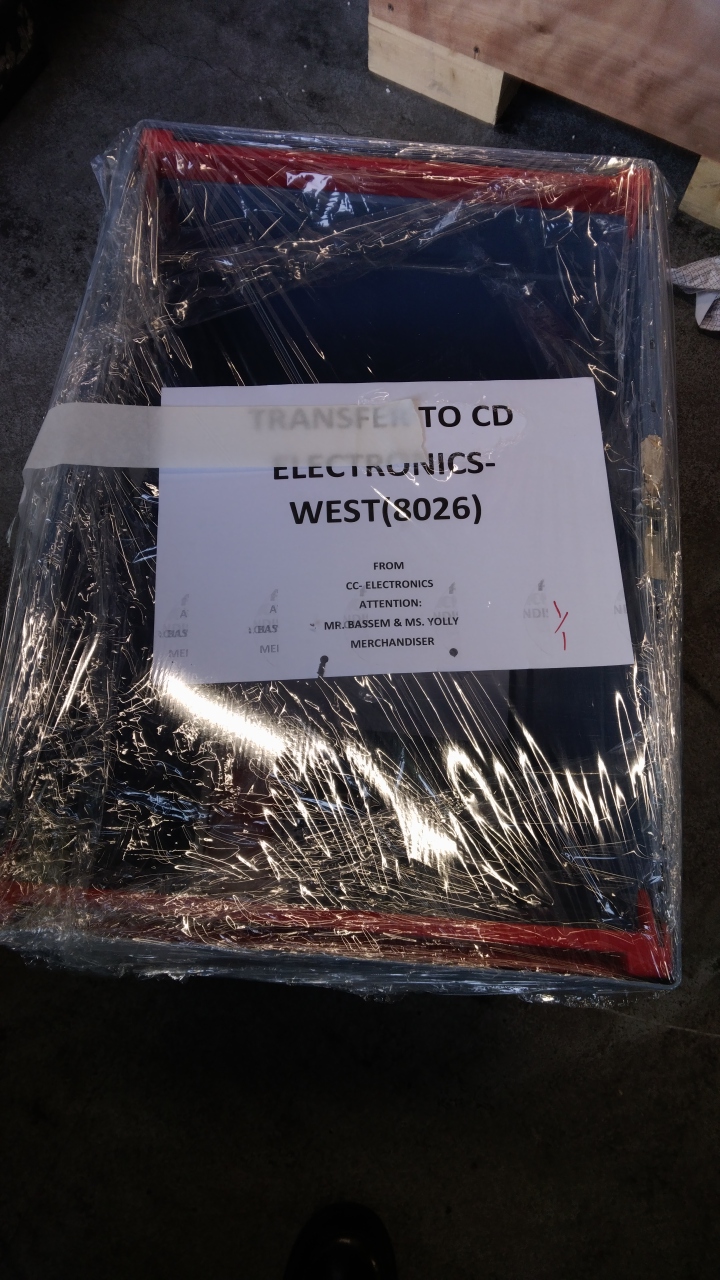 TRANSFER TO CD
ELECTRONICS-
WEST(8026)
FROM
CC- ELECTRONICS
ATTENTION:
MR.BASSEM & MS. YOLLY
MERCHANDISER
1/1